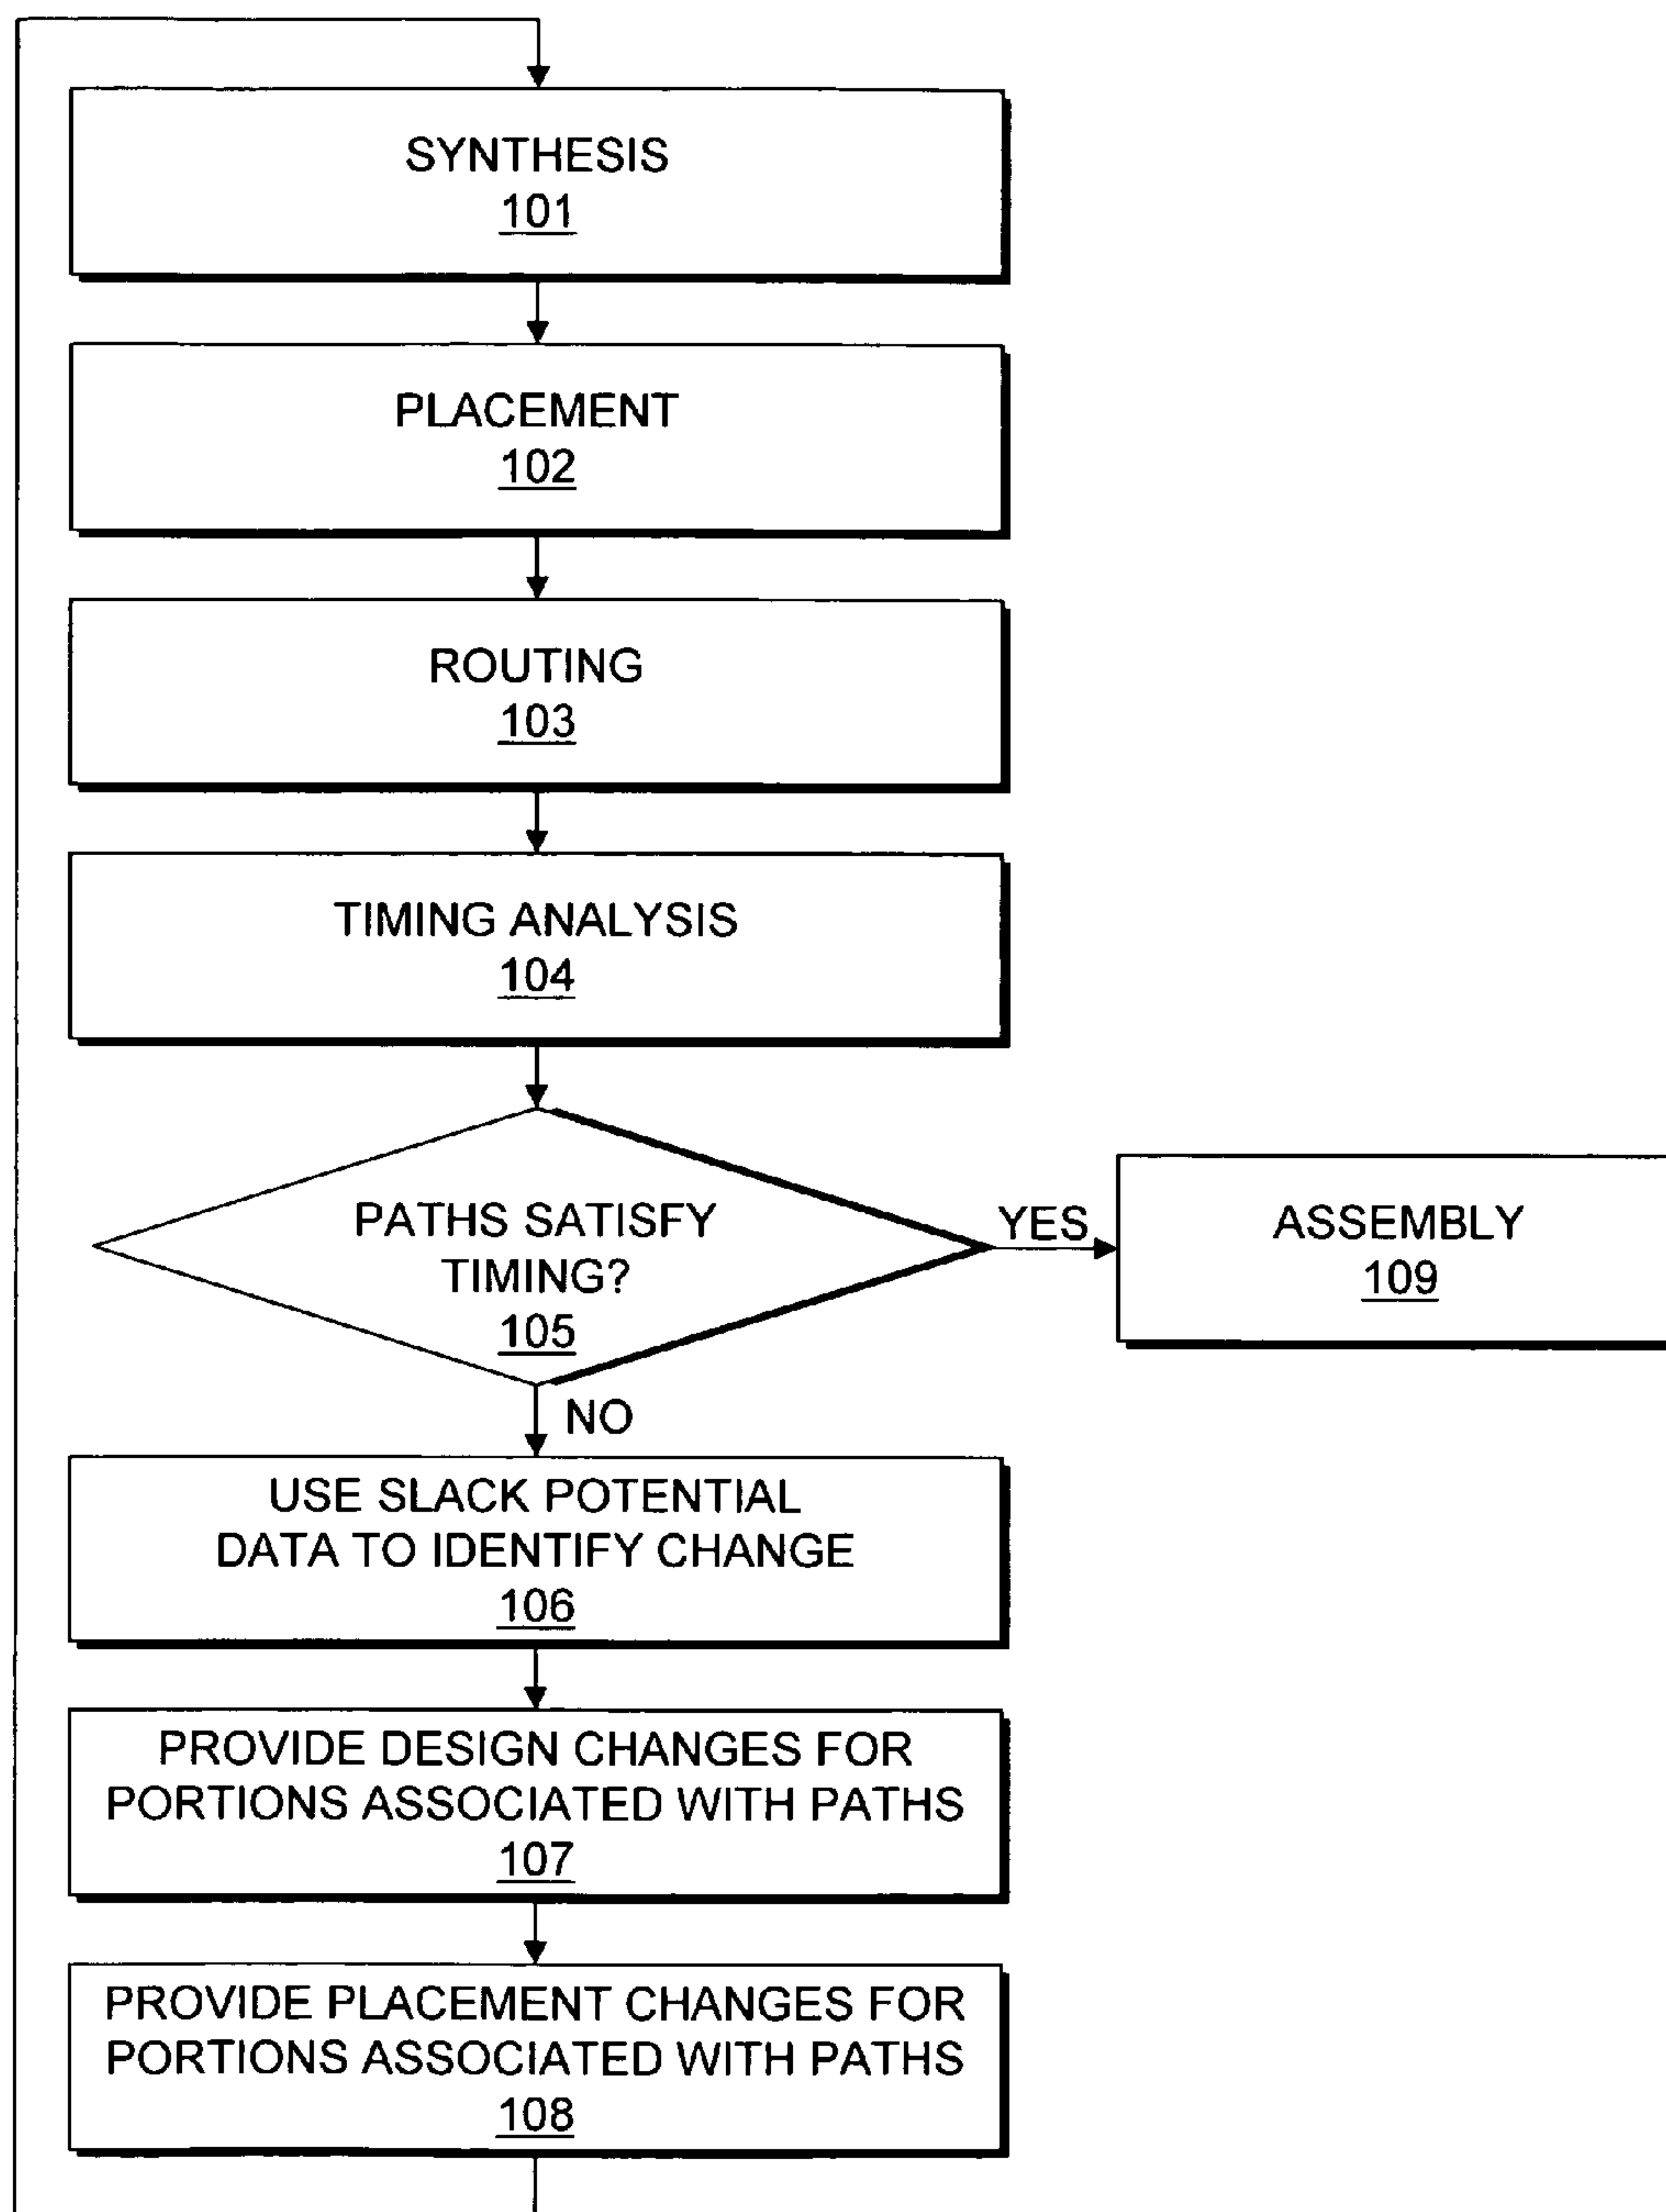 SYNTHESIS
101
PLACEMENT
102
ROUTING
103
TIMING ANALYSIS
104
PATHS SATISFY
TIMING?
105
YES
ASSEMBLY
109
NO
USE SLACK POTENTIAL
DATA TO IDENTIFY CHANGE
106
PROVIDE DESIGN CHANGES FOR
PORTIONS ASSOCIATED WITH PATHS
107
PROVIDE PLACEMENT CHANGES FOR
PORTIONS ASSOCIATED WITH PATHS
108